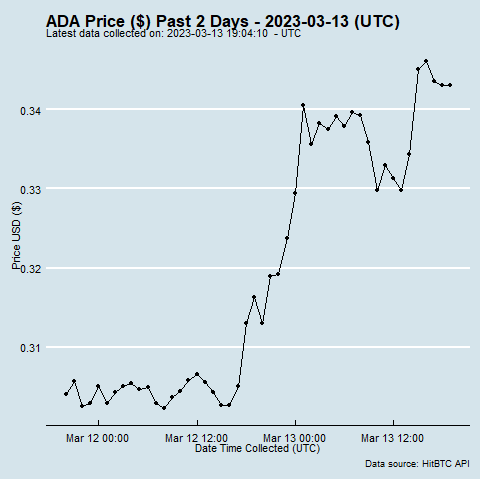 ADA Price ($) Past 2 Days - 2023-03-13 (UTC)
Latest data collected on: 2023-03-13 19:04:10 - UTC
0.34
0.33
0.32
0.31
Price USD ($)
Mar 12 00:00 Mar 12 12:00 Mar 13 00:00 Mar 13 12:00
Date Time Collected (UTC)
Data source: HitBTC API